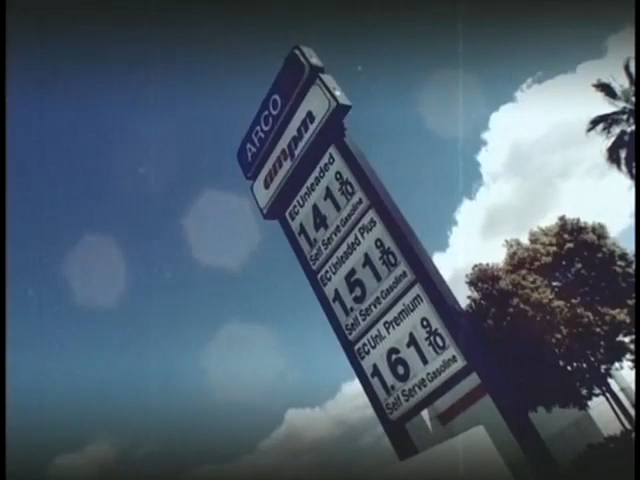 ARCO
ampm
EC Unleaded
1.41 9/10
Self Serve Gasoline
EC Unleaded Plus
1.51 9/10
Self Serve Gasoline
EC Unl. Premium
1.61 9/10
Self Serve Gasoline